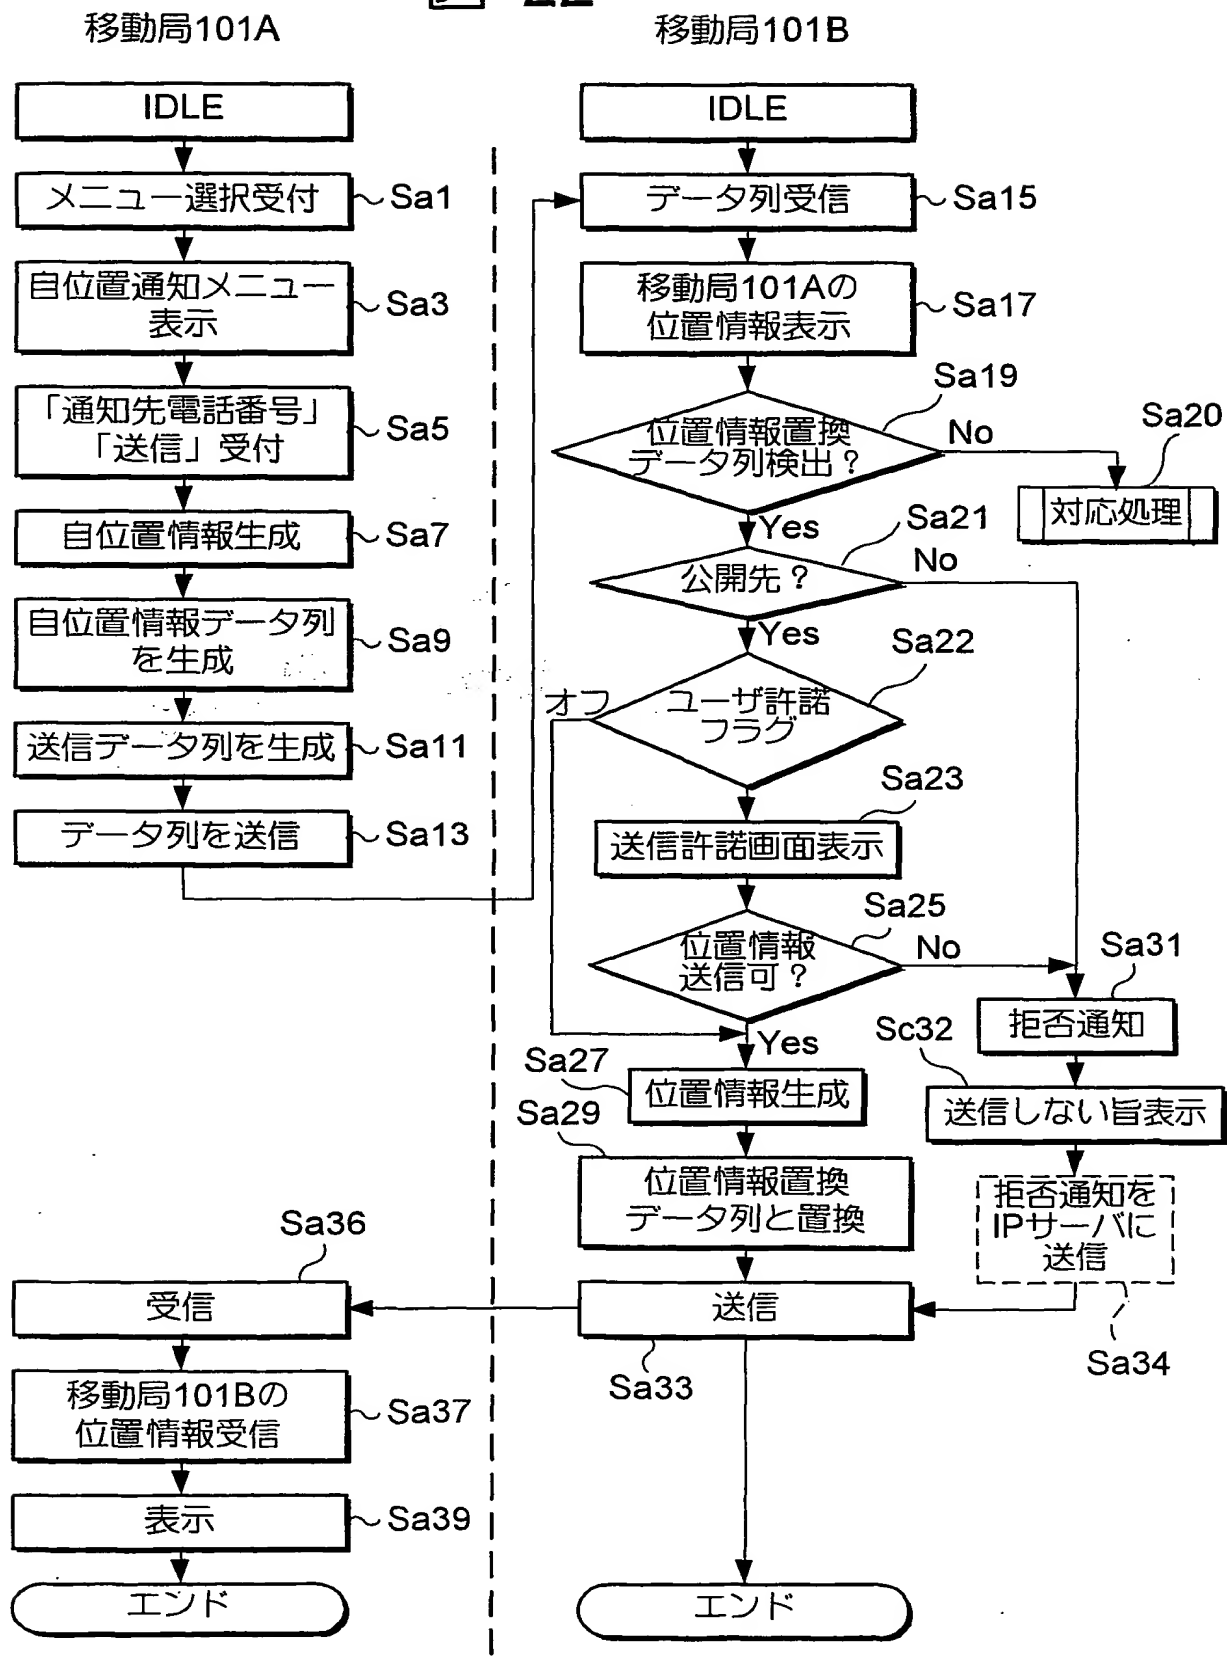 移動局101A
IDLE
メニュー選択受付
Sa1
自位置通知メニュー
表示
Sa3
「通知先電話番号」
「送信」受付
Sa5
自位置情報生成
Sa7
自位置情報データ列
を生成
Sa9
送信データ列を生成
Sa11
データ列を送信
Sa13
受信
Sa36
移動局101Bの
位置情報受信
Sa37
表示
Sa39
エンド
移動局101B
IDLE
データ列受信
Sa15
移動局101Aの
位置情報表示
Sa17
位置情報置換
データ列検出？
Sa19
No
Sa20
対応処理
Yes
公開先？
Sa21
No
Yes
ユーザ許諾
フラグ
Sa22
オフ
Sa23
送信許諾画面表示
位置情報
送信可？
Sa25
No
Yes
Sa31
拒否通知
Sc32
送信しない旨表示
拒否通知を
IPサーバに
送信
Sa34
Sa27
位置情報生成
Sa29
位置情報置換
データ列と置換
送信
Sa33
エンド